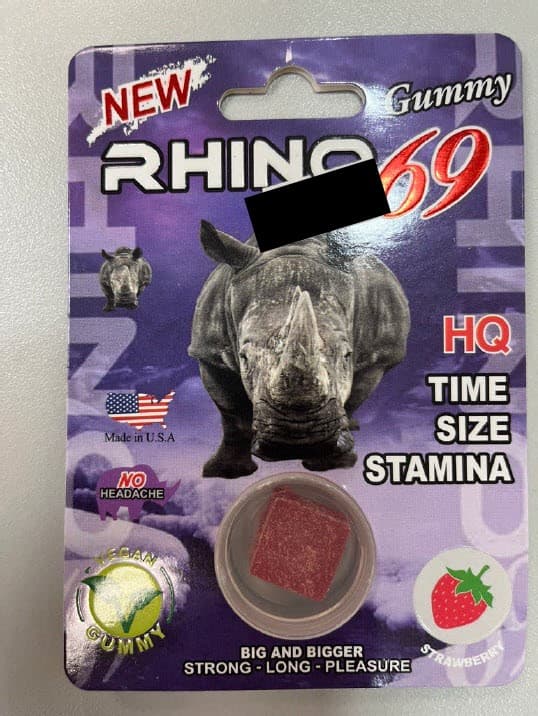 NEW
Gummy
RHINO 69
HQ
TIME
SIZE
STAMINA
Made in U.S.A
NO
HEADACHE
VEGAN
GUMMY
STRAWBERRY
BIG AND BIGGER
STRONG - LONG - PLEASURE
RHINO